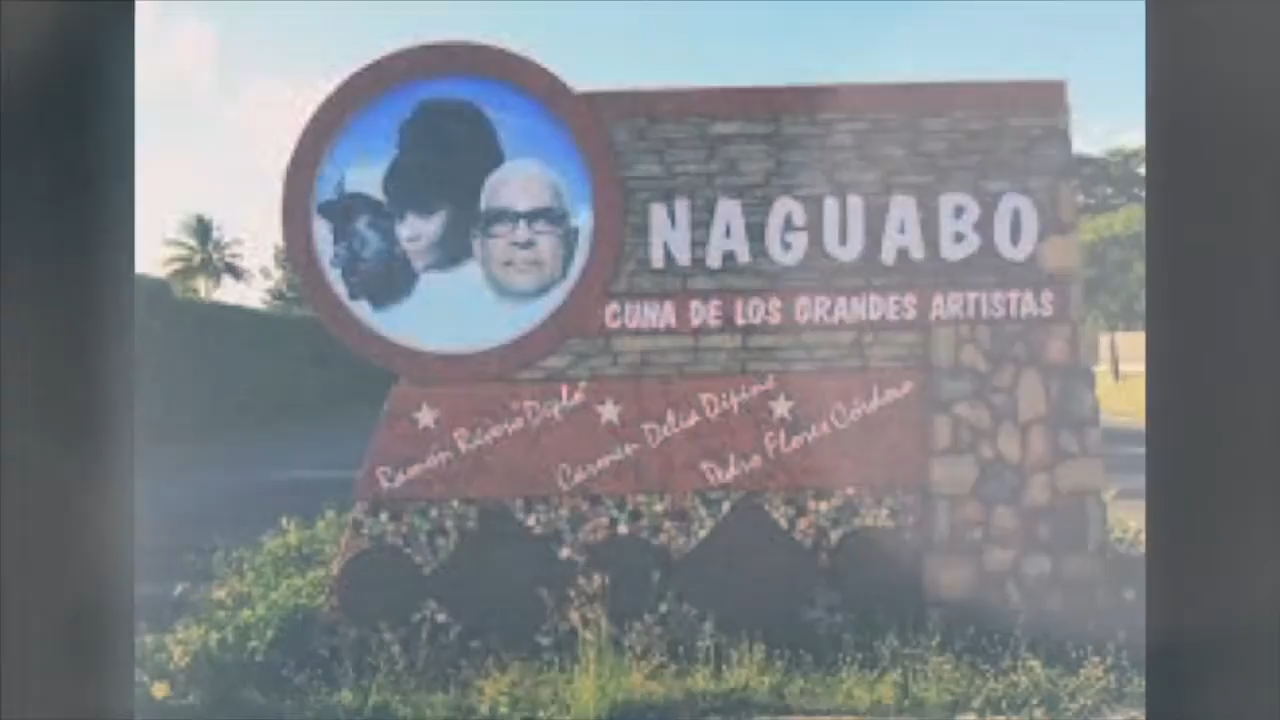 NAGUABO
CUNA DE LOS GRANDES ARTISTAS
Ramón Rivero "Diplo"
Carmen Delia Dipiní
Pedro Flores Córdova